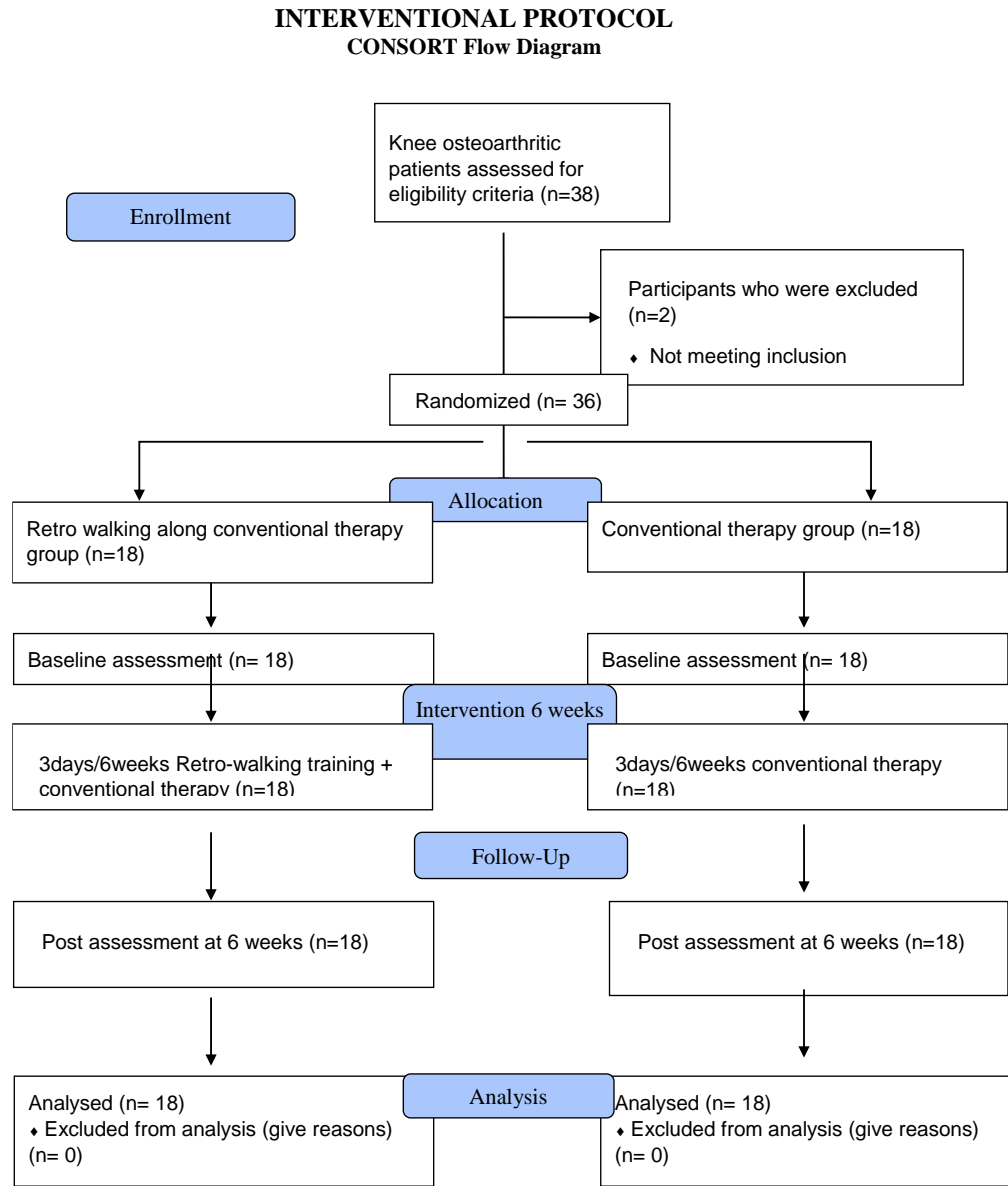 INTERVENTIONAL PROTOCOL
CONSORT Flow Diagram
Knee osteoarthritic
patients assessed for
eligibility criteria (n=38)
Enrollment
Participants who were excluded
(n=2)
♦ Not meeting inclusion
Randomized (n= 36)
Allocation
Retro walking along conventional therapy
group (n=18)
Conventional therapy group (n=18)
Baseline assessment (n= 18)
Baseline assessment (n= 18)
Intervention 6 weeks
3days/6weeks Retro-walking training +
conventional therapy (n=18)
3days/6weeks conventional therapy
(n=18)
Follow-Up
Post assessment at 6 weeks (n=18)
Post assessment at 6 weeks (n=18)
Analysis
Analysed (n= 18)
♦ Excluded from analysis (give reasons)
(n= 0)
Analysed (n= 18)
♦ Excluded from analysis (give reasons)
(n= 0)